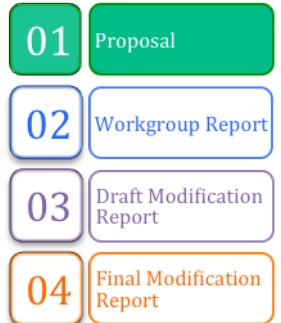 01
Proposal
02
Workgroup Report
03
Draft Modification
Report
04
Final Modification
Report